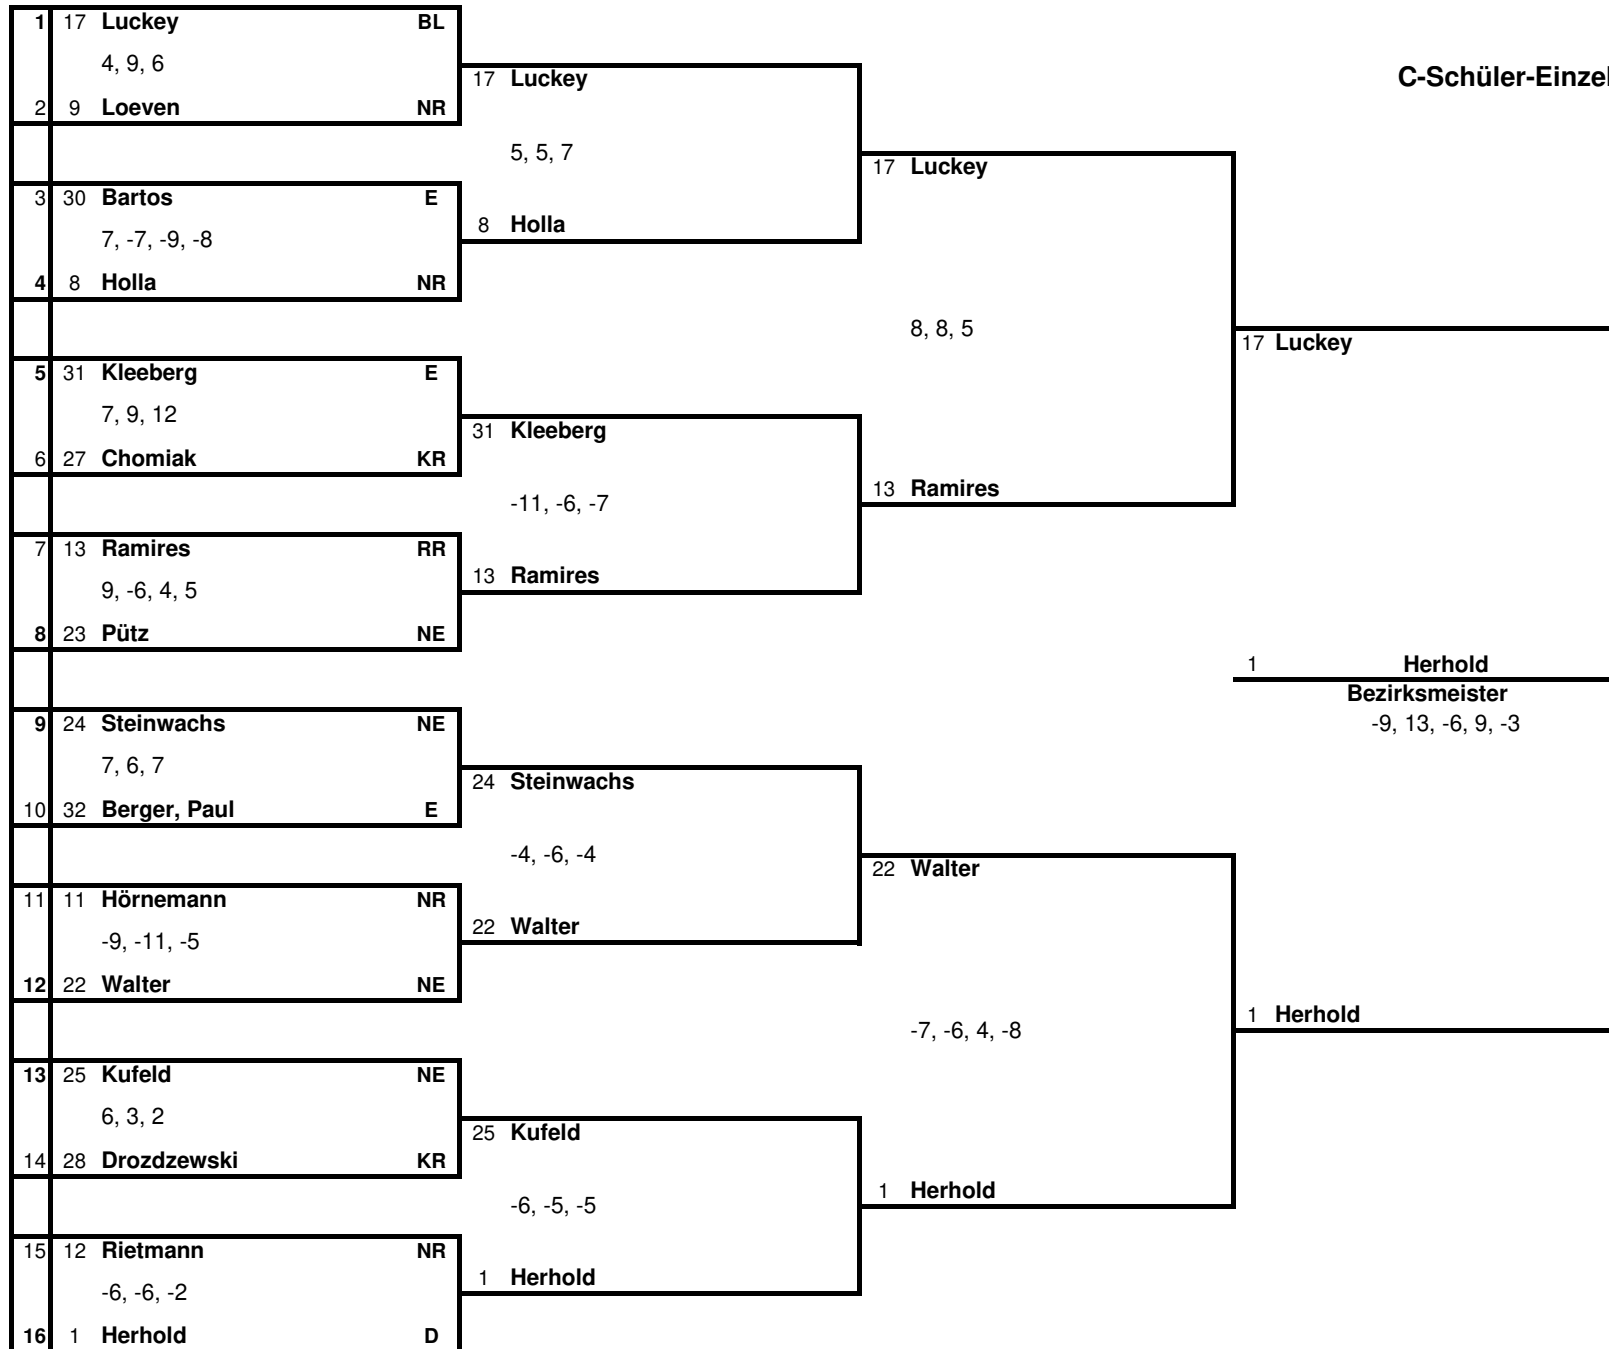 C-Schüler-Einzel
1 17 Luckey BL
4, 9, 6
2 9 Loeven NR
3 30 Bartos E
7, -7, -9, -8
4 8 Holla NR
5 31 Kleeberg E
7, 9, 12
6 27 Chomiak KR
7 13 Ramires RR
9, -6, 4, 5
8 23 Pütz NE
9 24 Steinwachs NE
7, 6, 7
10 32 Berger, Paul E
11 11 Hörnemann NR
-9, -11, -5
12 22 Walter NE
13 25 Kufeld NE
6, 3, 2
14 28 Drozdzewski KR
15 12 Rietmann NR
-6, -6, -2
16 1 Herhold D
17 Luckey
5, 5, 7
8 Holla
31 Kleeberg
-11, -6, -7
13 Ramires
24 Steinwachs
-4, -6, -4
22 Walter
25 Kufeld
-6, -5, -5
1 Herhold
17 Luckey
8, 8, 5
13 Ramires
22 Walter
-7, -6, 4, -8
1 Herhold
17 Luckey
1 Herhold
Bezirksmeister
-9, 13, -6, 9, -3
1 Herhold